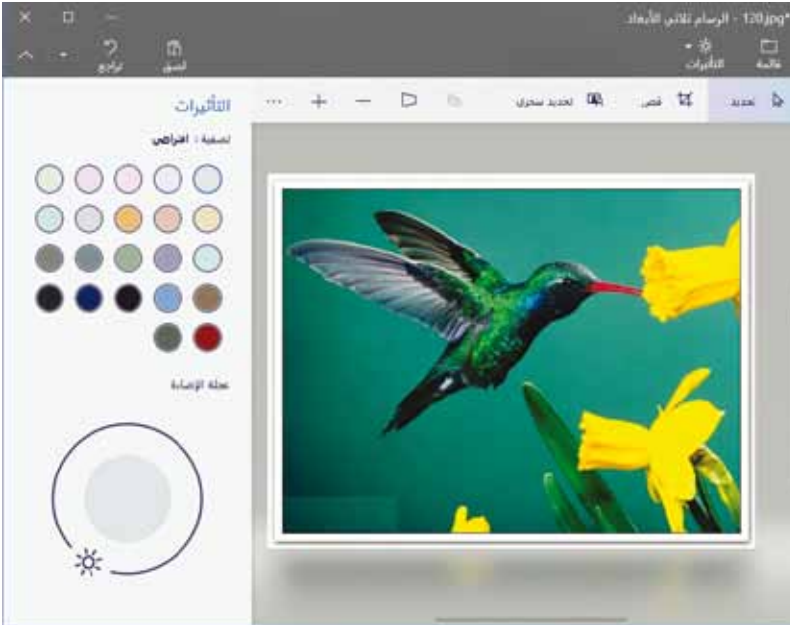 *120.jpg - الرسام ثلاثي الأبعاد
قائمة
التأثيرات
لصق
تراجع
تحديد
قص
تحديد سحري
التأثيرات
تصفية : افتراضي
عجلة الإضاءة